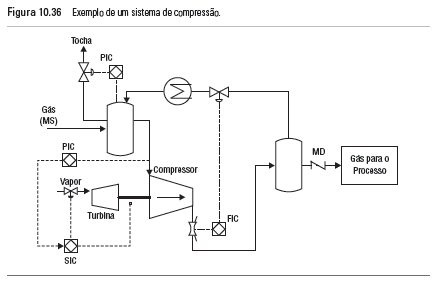 Figura 10.36 Exemplo de um sistema de compressão.
Tocha
PIC
Gás
(MS)
PIC
Compressor
MD
Gás para o
Processo
Vapor
Turbina
FIC
SIC